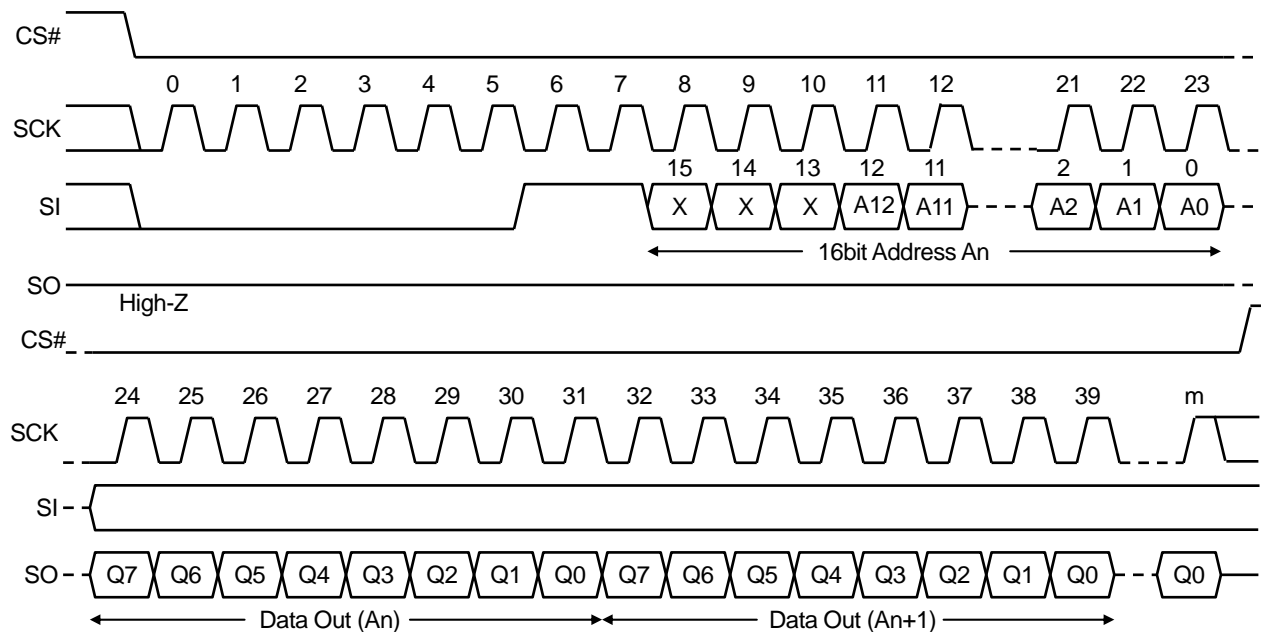 CS#
0 1 2 3 4 5 6 7 8 9 10 11 12 21 22 23
SCK
15 14 13 12 11 2 1 0
SI X X X A12 A11 A2 A1 A0
16bit Address An
SO
High-Z
CS#
24 25 26 27 28 29 30 31 32 33 34 35 36 37 38 39 m
SCK
SI
SO Q7 Q6 Q5 Q4 Q3 Q2 Q1 Q0 Q7 Q6 Q5 Q4 Q3 Q2 Q1 Q0 Q0
Data Out (An) Data Out (An+1)